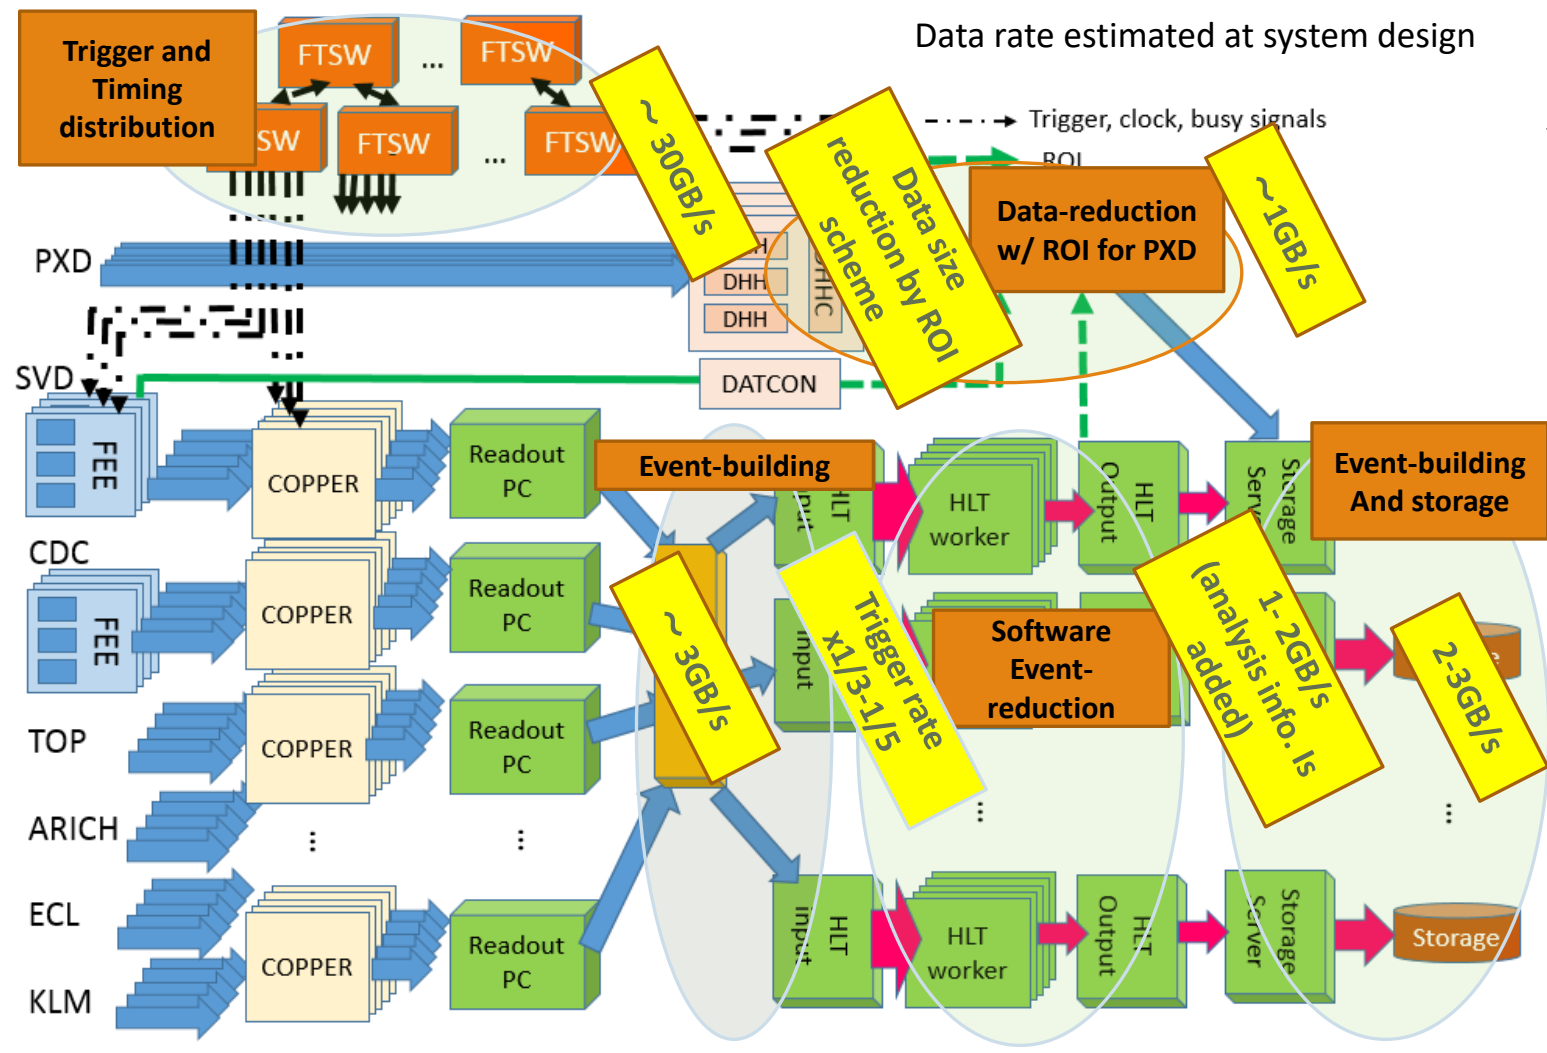 Data rate estimated at system design
Trigger and
Timing
distribution
FTSW
...
FTSW
SW
FTSW
...
FTSW
~ 30GB/s
Trigger, clock, busy signals
ROI
Data size
reduction by ROI
scheme
Data-reduction
w/ ROI for PXD
~1GB/s
PXD
DHH
DHH
DHHC
SVD
DATCON
FEE
COPPER
Readout
PC
Event-building
HLT
input
HLT
worker
HLT
Output
Storage
Event-building
And storage
CDC
FEE
COPPER
Readout
PC
~ 3GB/s
input
Trigger rate
x1/3-1/5
Software
Event-
reduction
1- 2GB/s
(analysis info. Is
added)
2-3GB/s
TOP
COPPER
Readout
PC
ARICH
...
...
...
...
ECL
KLM
COPPER
Readout
PC
HLT
input
HLT
worker
HLT
Output
Storage
Server
Storage